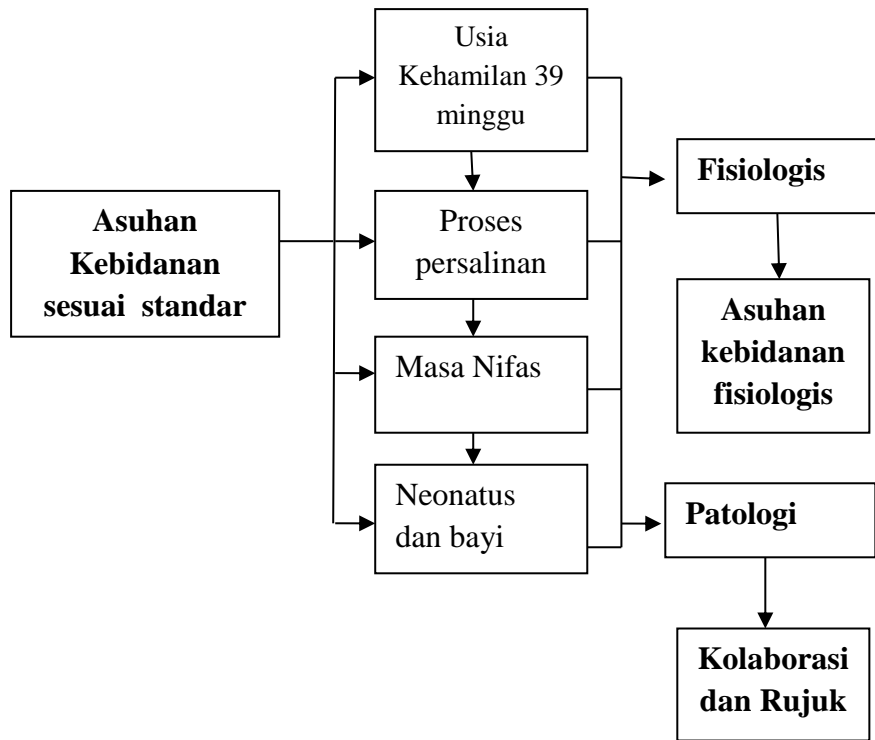 Asuhan
Kebidanan
sesuai standar
Usia
Kehamilan 39
minggu
Proses
persalinan
Masa Nifas
Neonatus
dan bayi
Fisiologis
Asuhan
kebidanan
fisiologis
Patologi
Kolaborasi
dan Rujuk